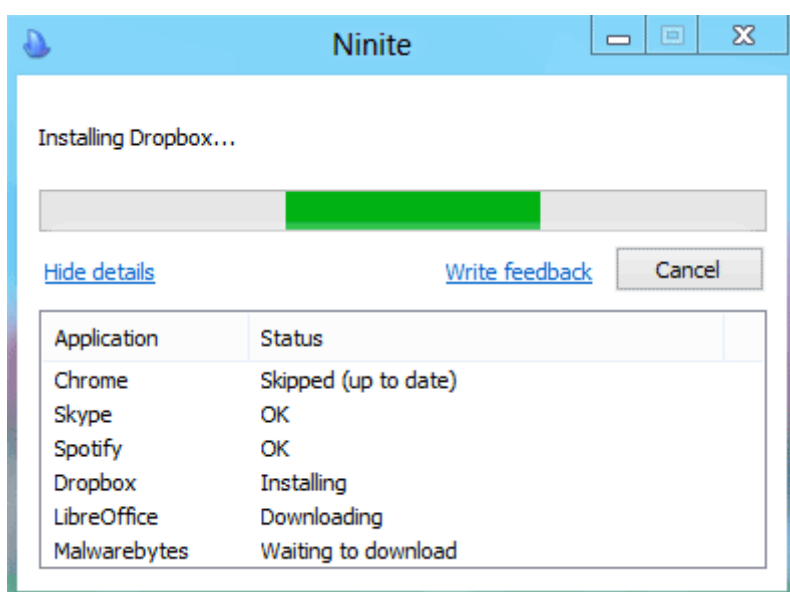 Ninite
Installing Dropbox...
Hide details Write feedback Cancel
Application Status
Chrome Skipped (up to date)
Skype OK
Spotify OK
Dropbox Installing
LibreOffice Downloading
Malwarebytes Waiting to download